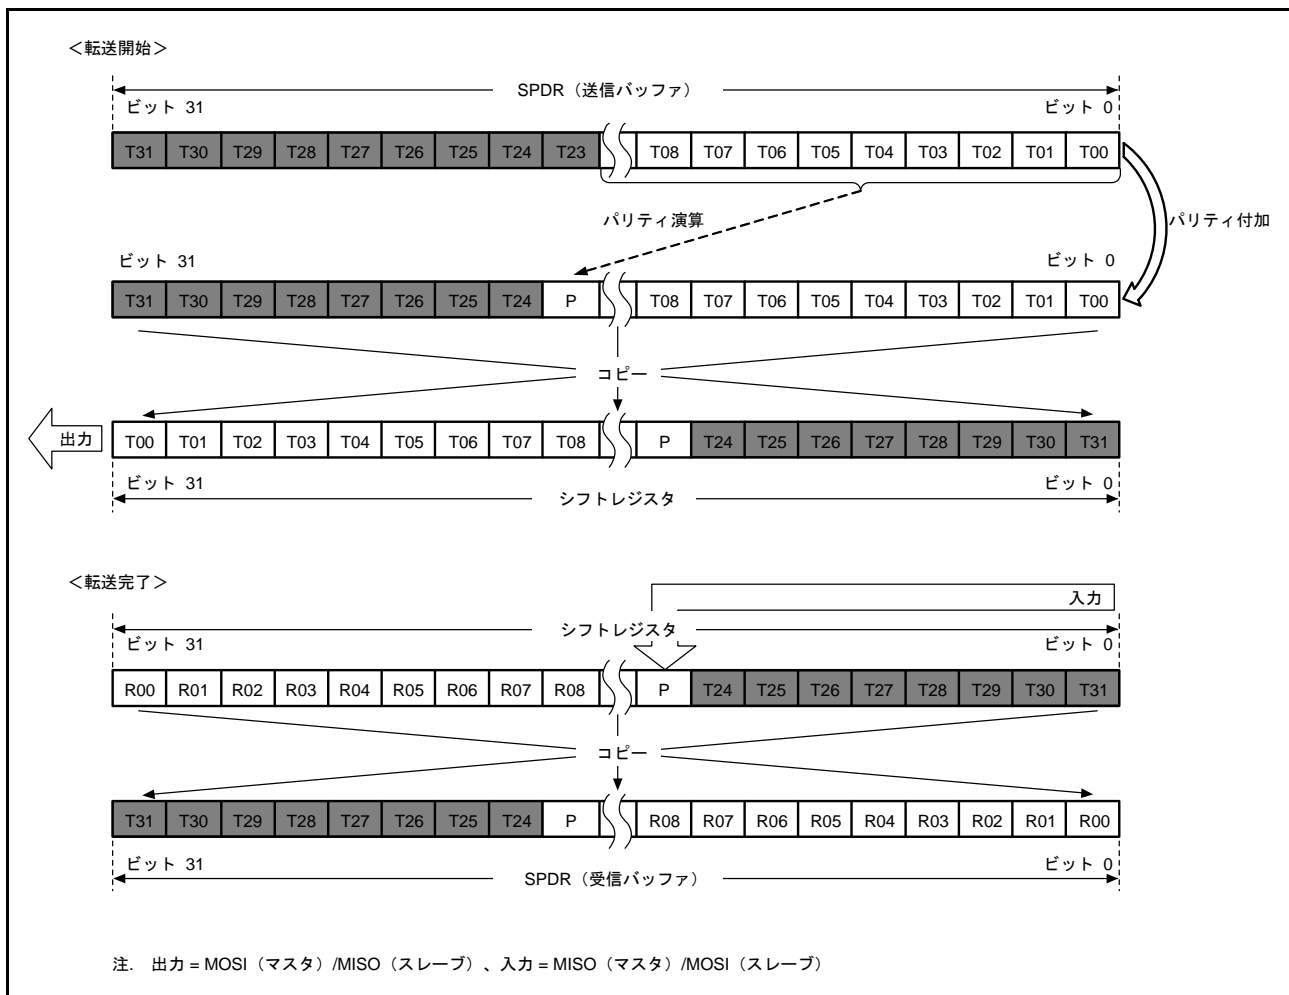 ＜転送開始＞
SPDR（送信バッファ）
ビット 31 ビット 0
T31 T30 T29 T28 T27 T26 T25 T24 T23 T08 T07 T06 T05 T04 T03 T02 T01 T00
パリティ演算 パリティ付加
ビット 31 ビット 0
T31 T30 T29 T28 T27 T26 T25 T24 P T08 T07 T06 T05 T04 T03 T02 T01 T00
コピー
出力 T00 T01 T02 T03 T04 T05 T06 T07 T08 P T24 T25 T26 T27 T28 T29 T30 T31
ビット 31 ビット 0
シフトレジスタ
＜転送完了＞
入力
シフトレジスタ
ビット 31 ビット 0
R00 R01 R02 R03 R04 R05 R06 R07 R08 P T24 T25 T26 T27 T28 T29 T30 T31
コピー
T31 T30 T29 T28 T27 T26 T25 T24 P R08 R07 R06 R05 R04 R03 R02 R01 R00
ビット 31 ビット 0
SPDR（受信バッファ）
注. 出力 = MOSI（マスタ）/MISO（スレーブ）、入力 = MISO（マスタ）/MOSI（スレーブ）